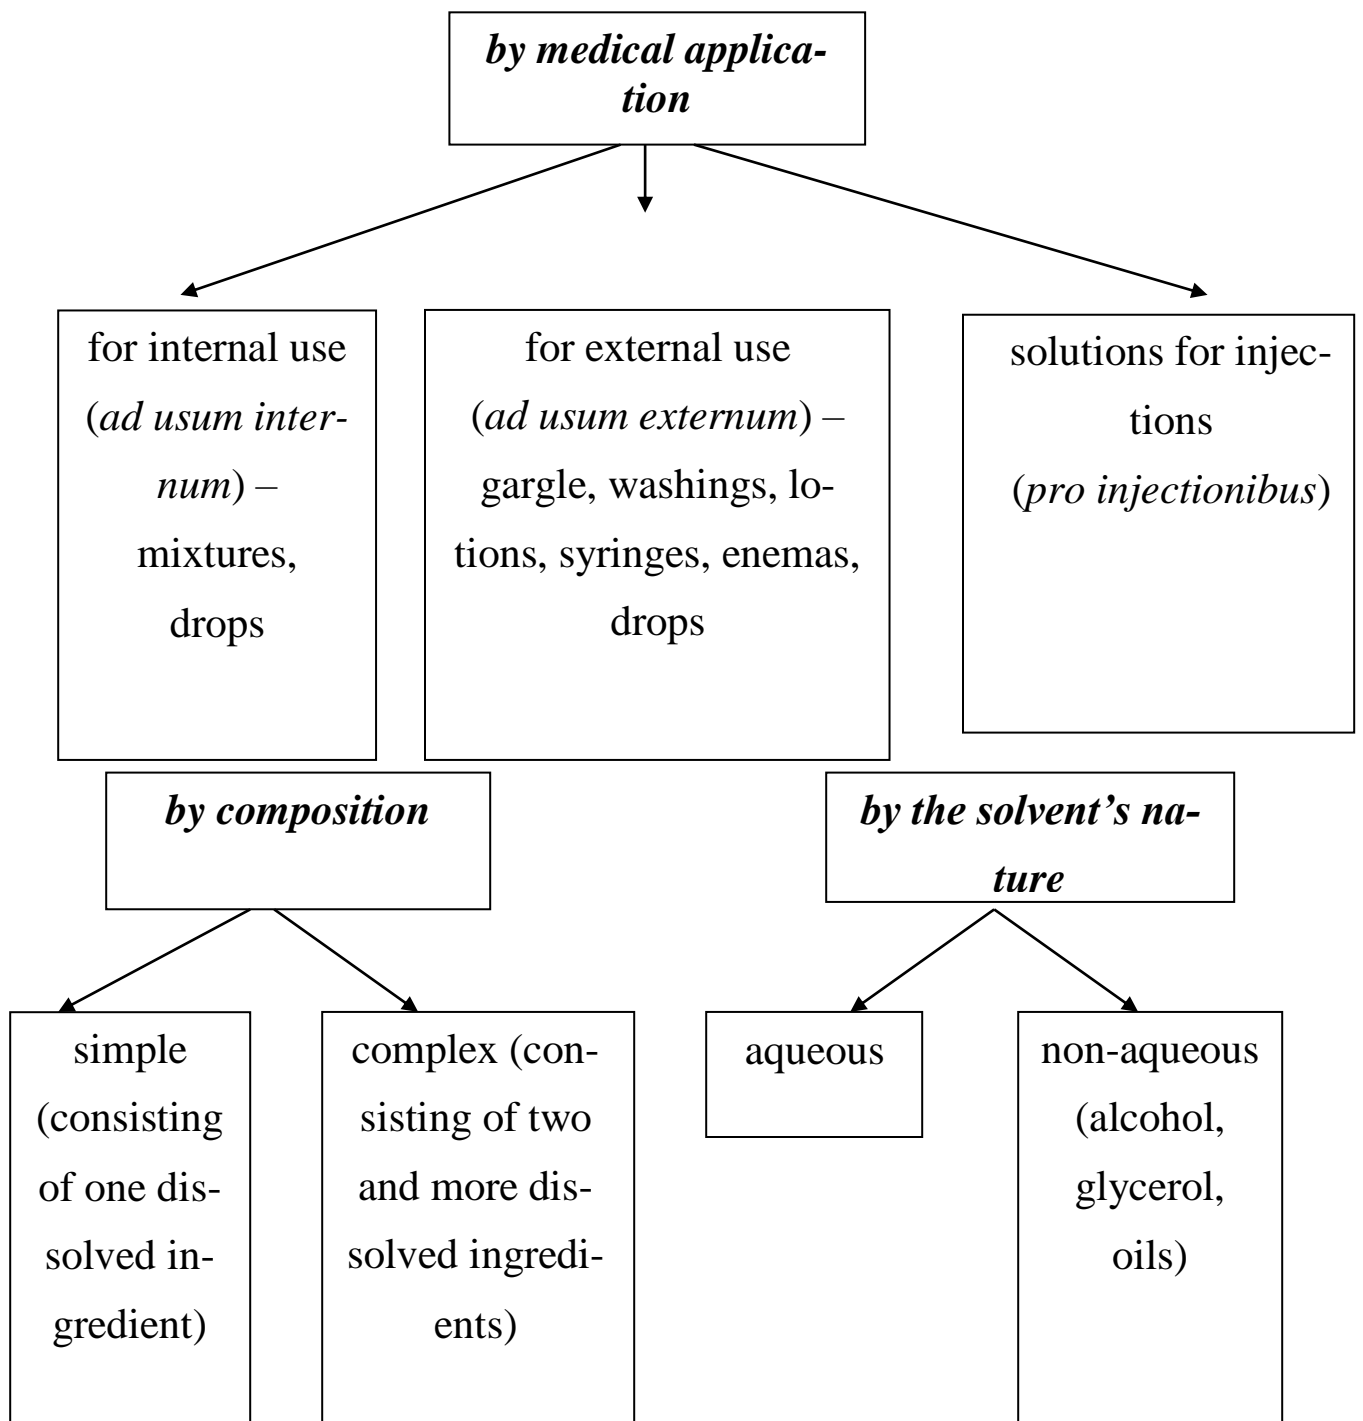 by medical applica-
tion
for internal use
(ad usum inter-
num) –
mixtures,
drops
for external use
(ad usum externum) –
gargle, washings, lo-
tions, syringes, enemas,
drops
solutions for injec-
tions
(pro injectionibus)
by composition
by the solvent’s na-
ture
simple
(consisting
of one dis-
solved in-
gredient)
complex (con-
sisting of two
and more dis-
solved ingredi-
ents)
aqueous
non-aqueous
(alcohol,
glycerol,
oils)